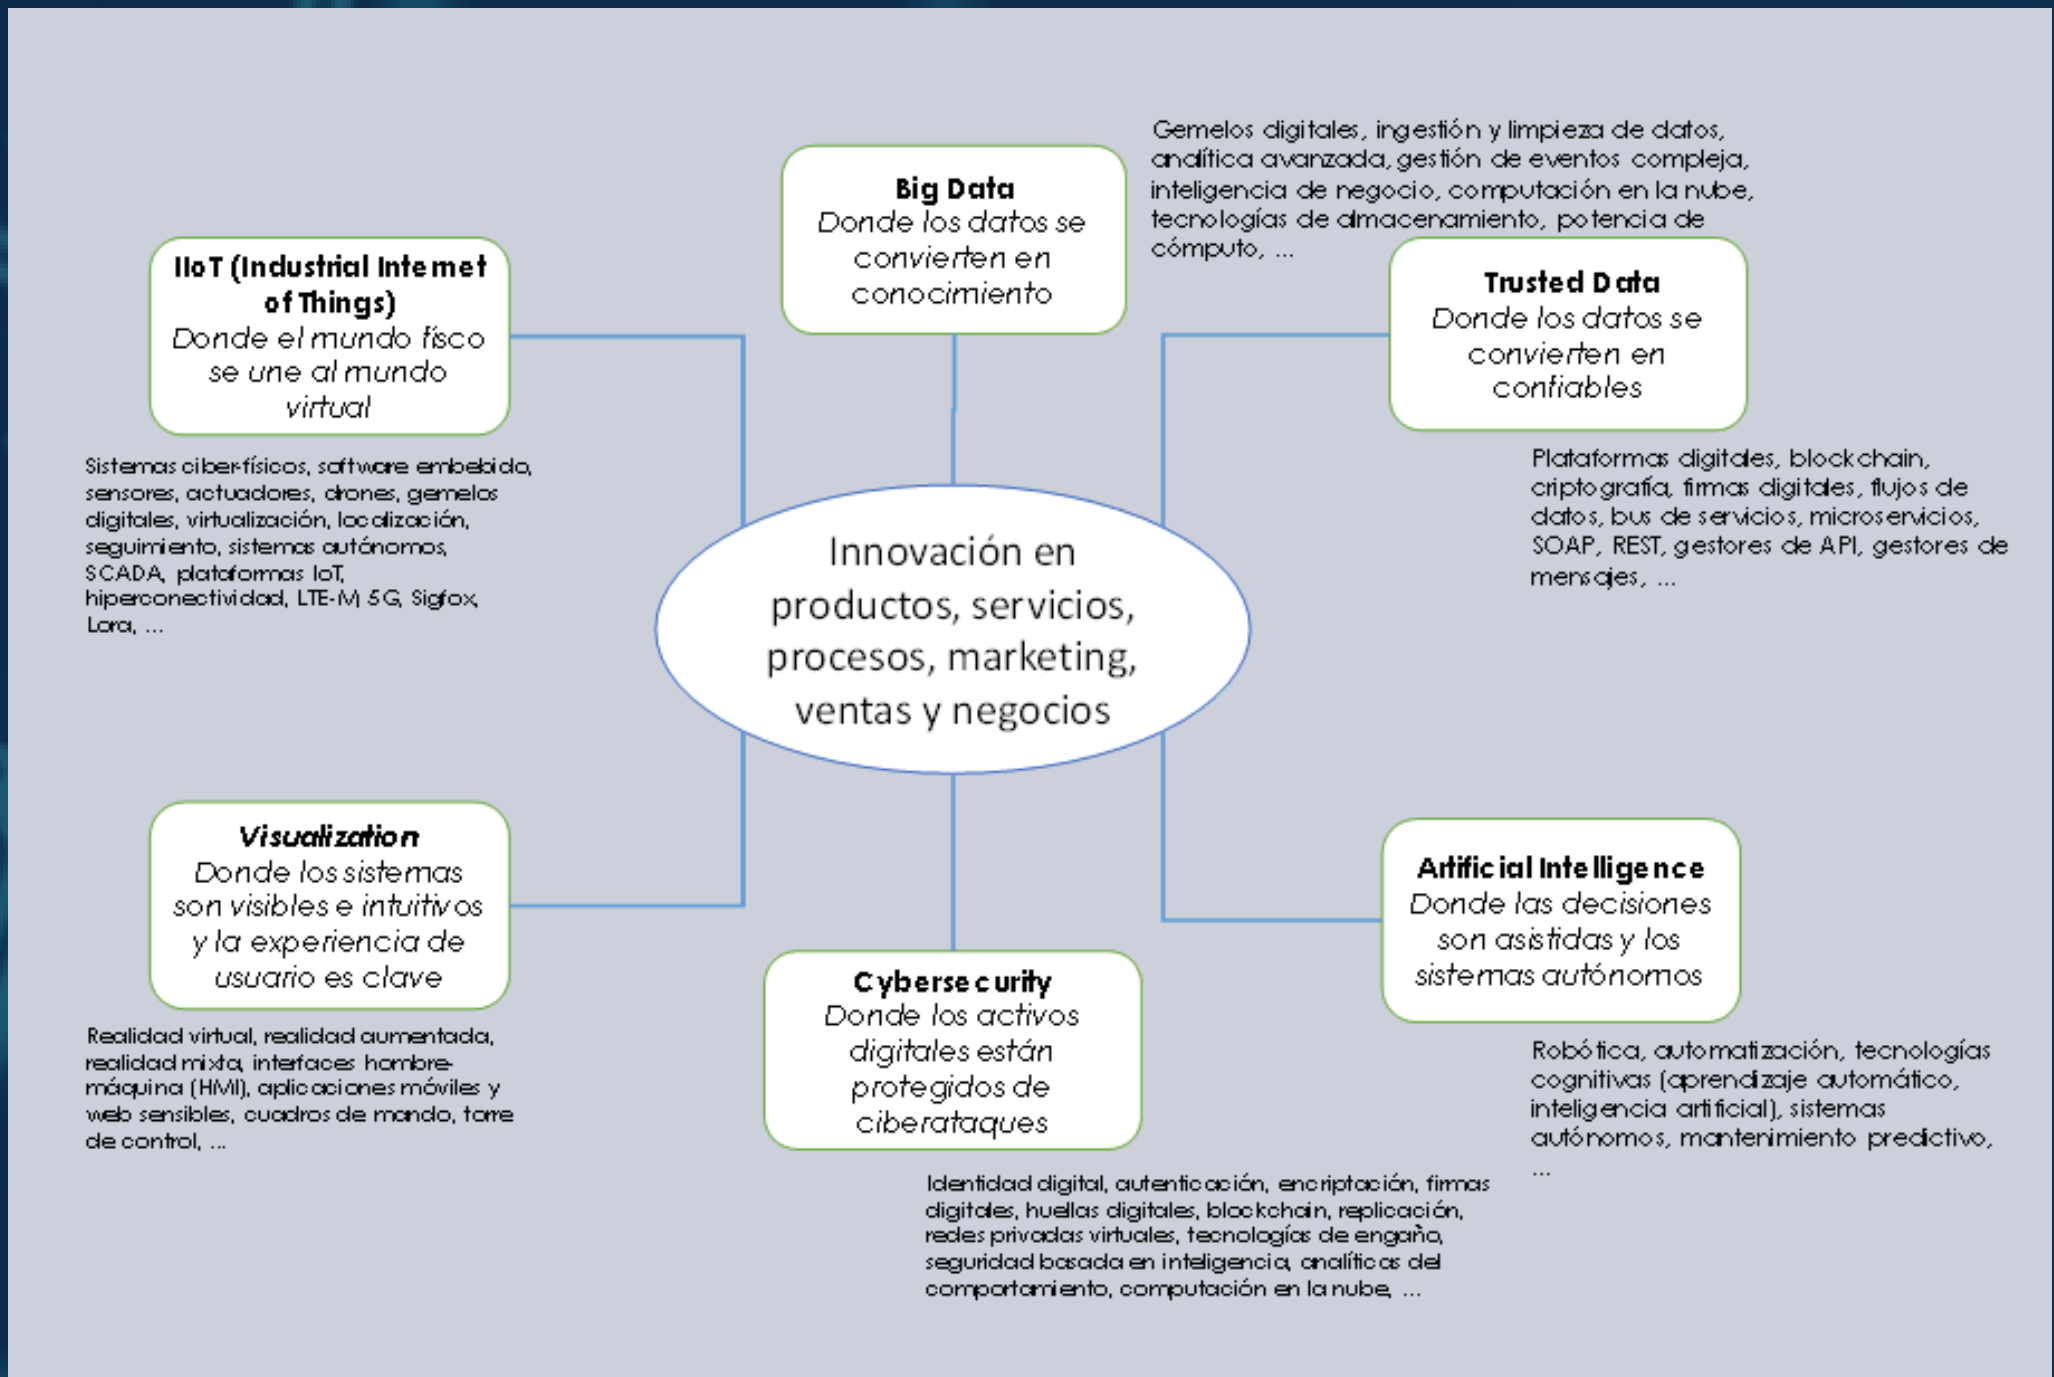 Big Data
Donde los datos se
convierten en
conocimiento
Gemelos digitales, ingestión y limpieza de datos,
analítica avanzada, gestión de eventos compleja,
inteligencia de negocio, computación en la nube,
tecnologías de almacenamiento, potencia de
cómputo, ...
IIoT (Industrial Internet
of Things)
Donde el mundo físco
se une al mundo
virtual
Sistemas ciber-físicos, software embebido,
sensores, actuadores, drones, gemelos
digitales, virtualización, localización,
seguimiento, sistemas autónomos,
SCADA, plataformas IoT,
hiperconectividad, LTE-M, 5G, Sigfox,
Lora, ...
Trusted Data
Donde los datos se
convierten en
confiables
Plataformas digitales, blockchain,
criptografía, firmas digitales, flujos de
datos, bus de servicios, microservicios,
SOAP, REST, gestores de API, gestores de
mensajes, ...
Innovación en
productos, servicios,
procesos, marketing,
ventas y negocios
Visualization
Donde los sistemas
son visibles e intuitivos
y la experiencia de
usuario es clave
Realidad virtual, realidad aumentada,
realidad mixta, interfaces hombre-
máquina (HMI), aplicaciones móviles y
web sensibles, cuadros de mando, torre
de control, ...
Cybersecurity
Donde los activos
digitales están
protegidos de
ciberataques
Identidad digital, autenticación, encriptación, firmas
digitales, huellas digitales, blockchain, replicación,
redes privadas virtuales, tecnologías de engaño,
seguridad basada en inteligencia, analíticas del
comportamiento, computación en la nube, ...
Artificial Intelligence
Donde las decisiones
son asistidas y los
sistemas autónomos
Robótica, automatización, tecnologías
cognitivas (aprendizaje automático,
inteligencia artificial), sistemas
autónomos, mantenimiento predictivo,
...